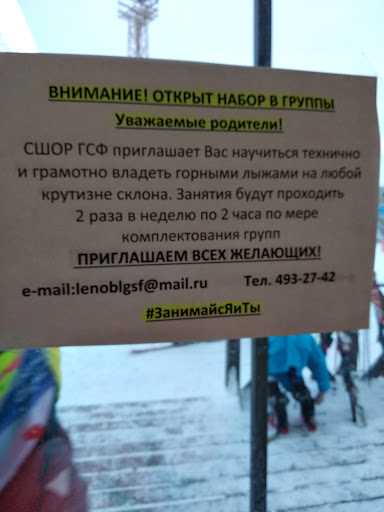 ВНИМАНИЕ! ОТКРЫТ НАБОР В ГРУППЫ
Уважаемые родители!
СШОР ГСФ приглашает Вас научиться технично
и грамотно владеть горными лыжами на любой
крутизне склона. Занятия будут проходить
2 раза в неделю по 2 часа по мере
комплектования групп
ПРИГЛАШАЕМ ВСЕХ ЖЕЛАЮЩИХ!
e-mail:lenoblgsf@mail.ru Тел. 493-27-42
#ЗанимайсЯиТы